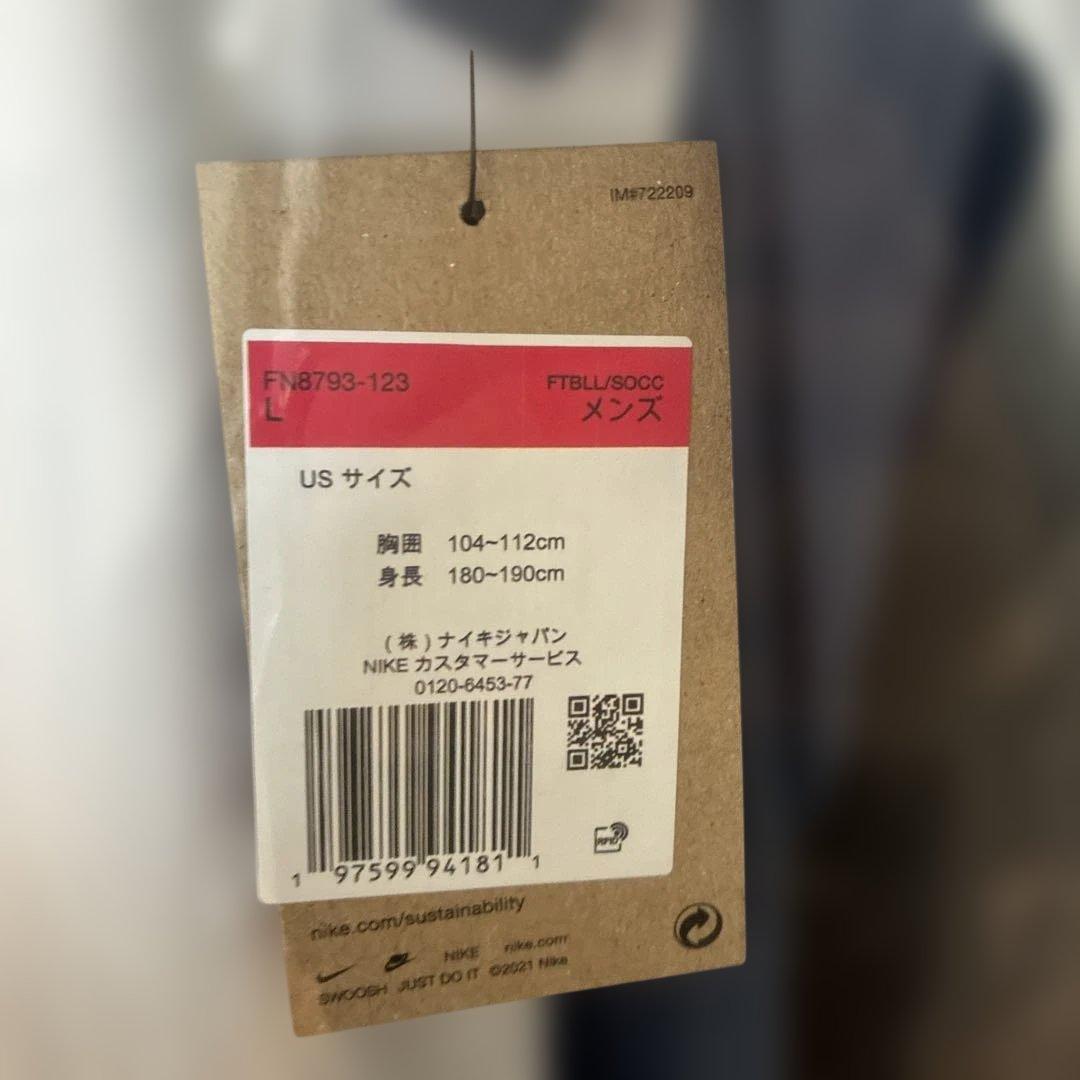 IM#722209
FN8793-123 FTBLL/SOCC
L メンズ
US サイズ
胸囲 104~112cm
身長 180~190cm
(株)ナイキジャパン
NIKE カスタマーサービス
0120-6453-77
1 97599 94181 1
RFID
nike.com/sustainability
NIKE nike.com
SWOOSH JUST DO IT ©2021 Nike